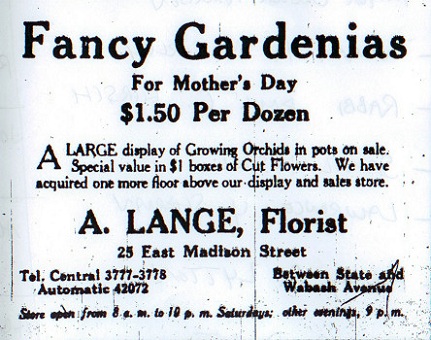 Fancy Gardenias
For Mother's Day
$1.50 Per Dozen
A LARGE display of Growing Orchids in pots on sale.
Special value in $1 boxes of Cut Flowers. We have
acquired one more floor above our display and sales store.
A. LANGE, Florist
25 East Madison Street
Tel. Central 3777-3778
Automatic 42072
Between State and
Wabash Avenue
Store open from 8 a. m. to 10 p. m. Saturdays; other evenings, 9 p. m.